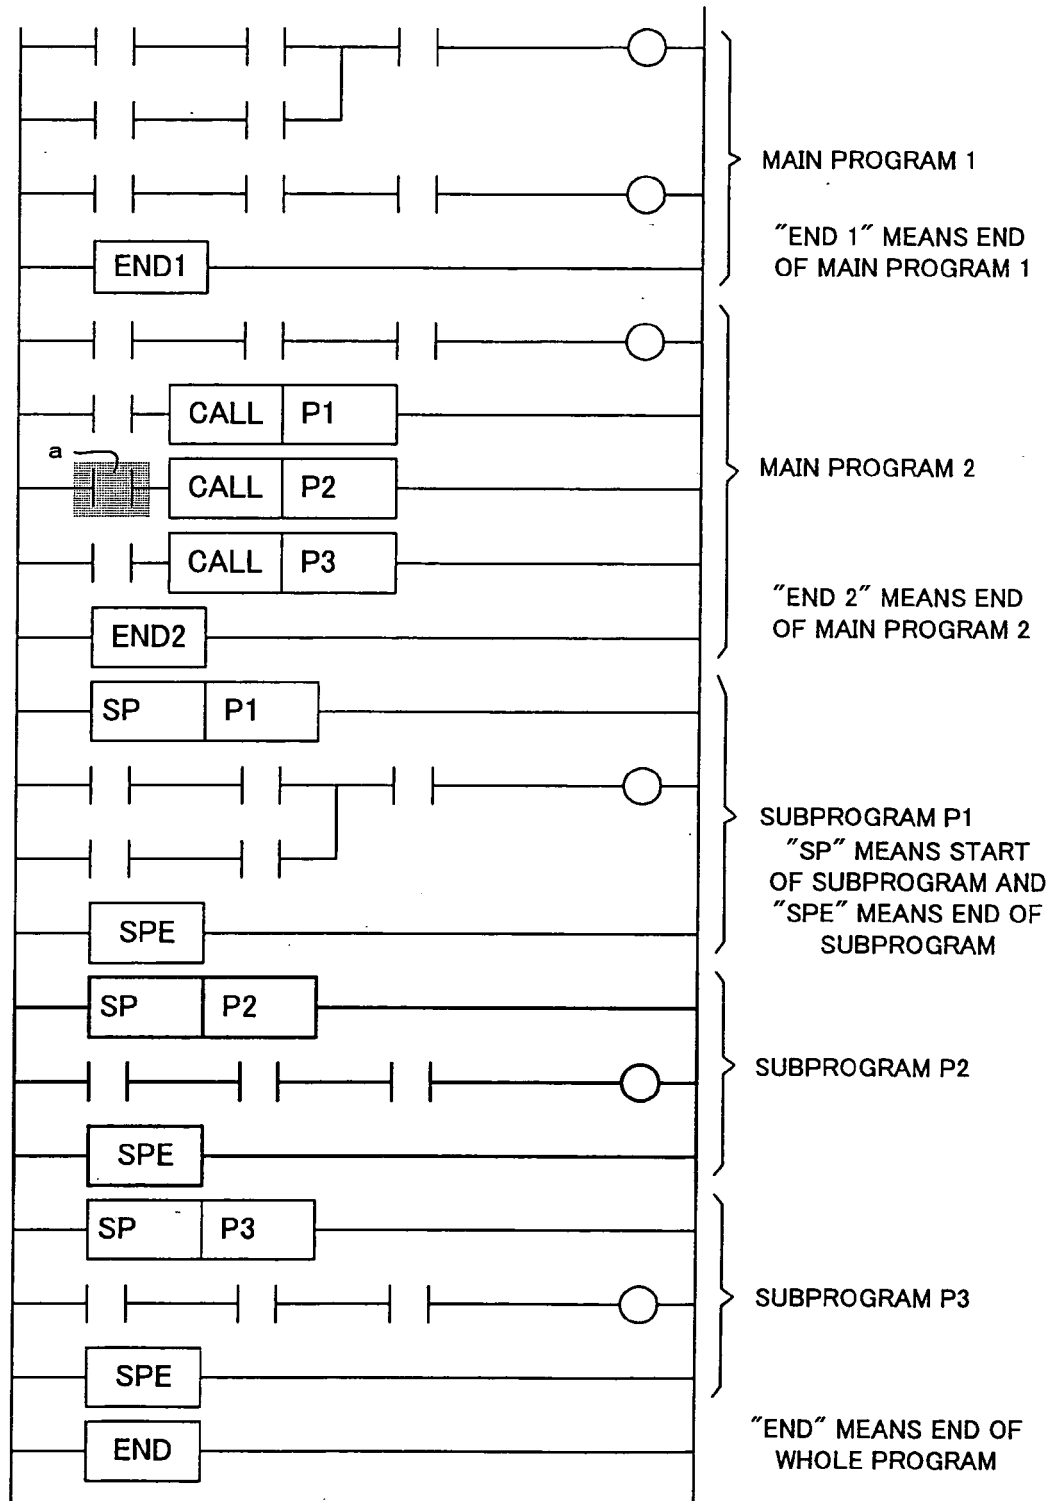 MAIN PROGRAM 1
"END 1" MEANS END
OF MAIN PROGRAM 1
END1
CALL P1
a
CALL P2
MAIN PROGRAM 2
CALL P3
"END 2" MEANS END
OF MAIN PROGRAM 2
END2
SP P1
SUBPROGRAM P1
"SP" MEANS START
OF SUBPROGRAM AND
"SPE" MEANS END OF
SUBPROGRAM
SPE
SP P2
SUBPROGRAM P2
SPE
SP P3
SUBPROGRAM P3
SPE
"END" MEANS END OF
WHOLE PROGRAM
END